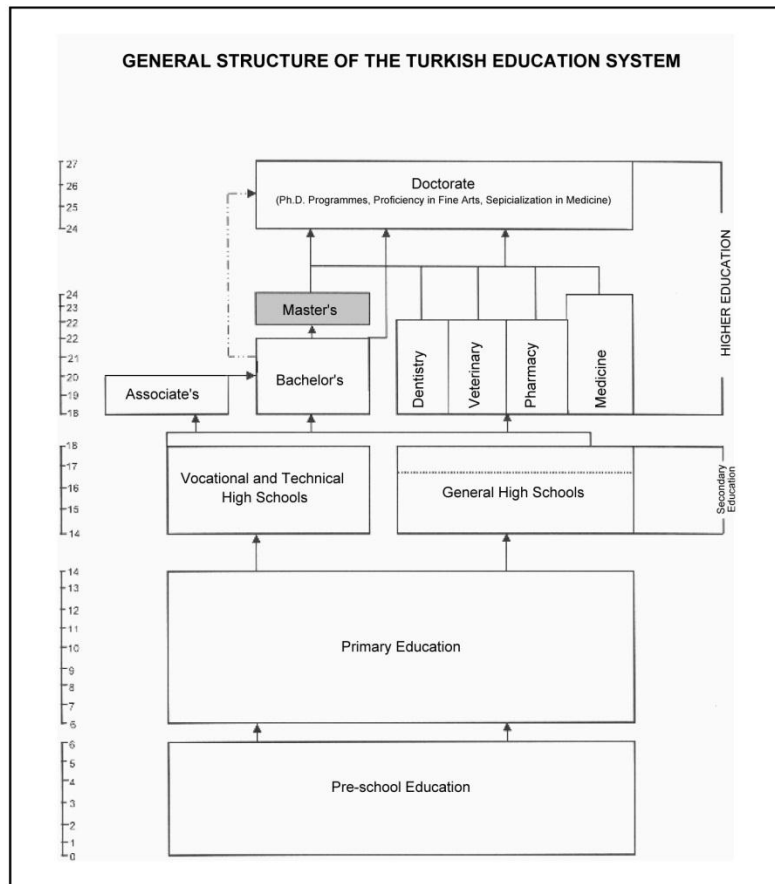 GENERAL STRUCTURE OF THE TURKISH EDUCATION SYSTEM
27
26
25
24
Doctorate
(Ph.D. Programmes, Proficiency in Fine Arts, Sepicialization in Medicine)
HIGHER EDUCATION
24
23
22
21
20
19
18
Master's
Associate's
Bachelor's
Dentistry
Veterinary
Pharmacy
Medicine
18
17
16
15
14
Vocational and Technical
High Schools
General High Schools
Secondary
Education
14
13
12
11
10
9
8
7
6
Primary Education
6
5
4
3
2
1
0
Pre-school Education